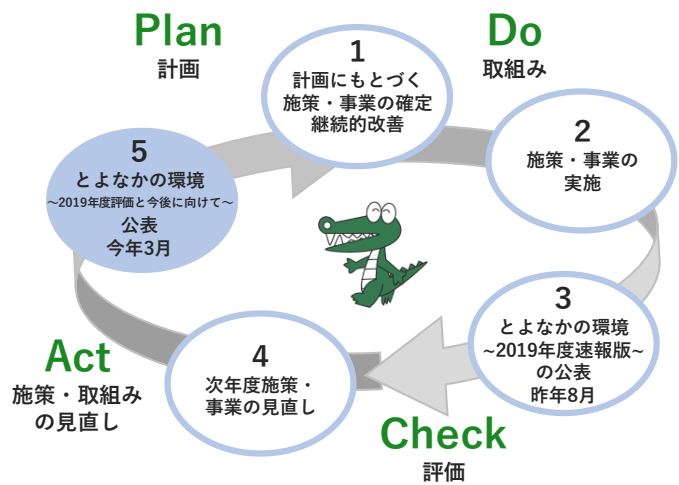 Plan
計画
Do
取組み
1
計画にもとづく
施策・事業の確定
継続的改善
2
施策・事業の
実施
3
とよなかの環境
~2019年度速報版~
の公表
昨年8月
Check
評価
4
次年度施策・
事業の見直し
Act
施策・取組み
の見直し
5
とよなかの環境
～2019年度評価と今後に向けて～
公表
今年3月